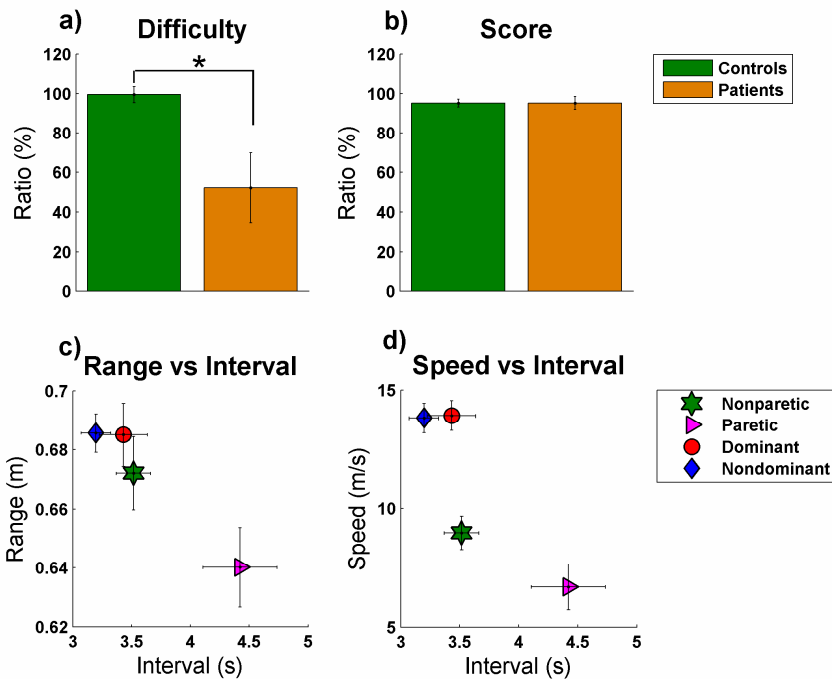 a)
Difficulty
120
100
80
60
40
20
0
Ratio (%)
*
b)
Score
120
100
80
60
40
20
0
Ratio (%)
Controls
Patients
c)
Range vs Interval
0.7
0.68
0.66
0.64
0.62
Range (m)
3 3.5 4 4.5 5
Interval (s)
d)
Speed vs Interval
15
10
5
Speed (m/s)
3 3.5 4 4.5 5
Interval (s)
Nonparetic
Paretic
Dominant
Nondominant